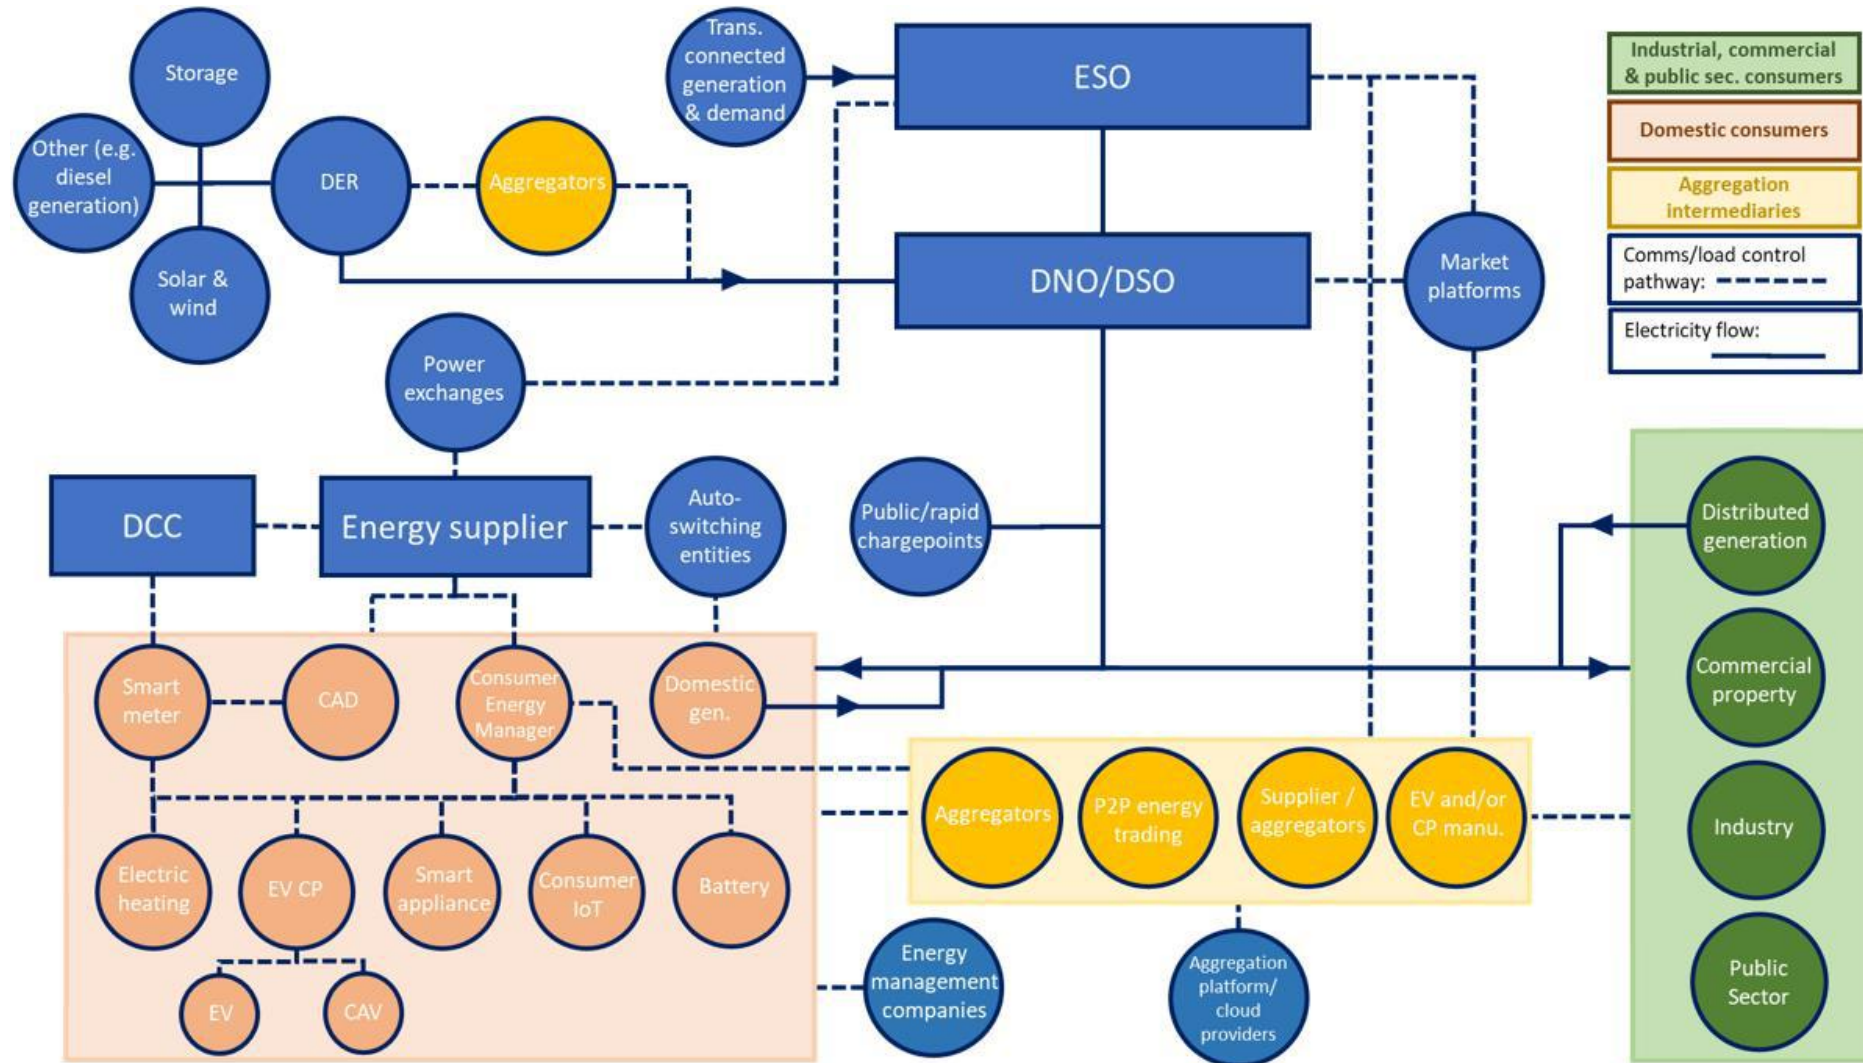 Storage
Other (e.g.
diesel
generation)
Solar &
wind
DER
Aggregators
Trans.
connected
generation
& demand
ESO
DNO/DSO
Market
platforms
Power
exchanges
Industrial, commercial
& public sec. consumers
Domestic consumers
Aggregation
intermediaries
Comms/load control
pathway:
Electricity flow:
DCC
Energy supplier
Auto-
switching
entities
Public/rapid
chargepoints
Smart
meter
CAD
Consumer
Energy
Manager
Domestic
gen.
Electric
heating
EV CP
Smart
appliance
Consumer
IoT
Battery
EV
CAV
Aggregators
P2P energy
trading
Supplier /
aggregators
EV and/or
CP manu.
Energy
management
companies
Aggregation
platform/
cloud
providers
Distributed
generation
Commercial
property
Industry
Public
Sector